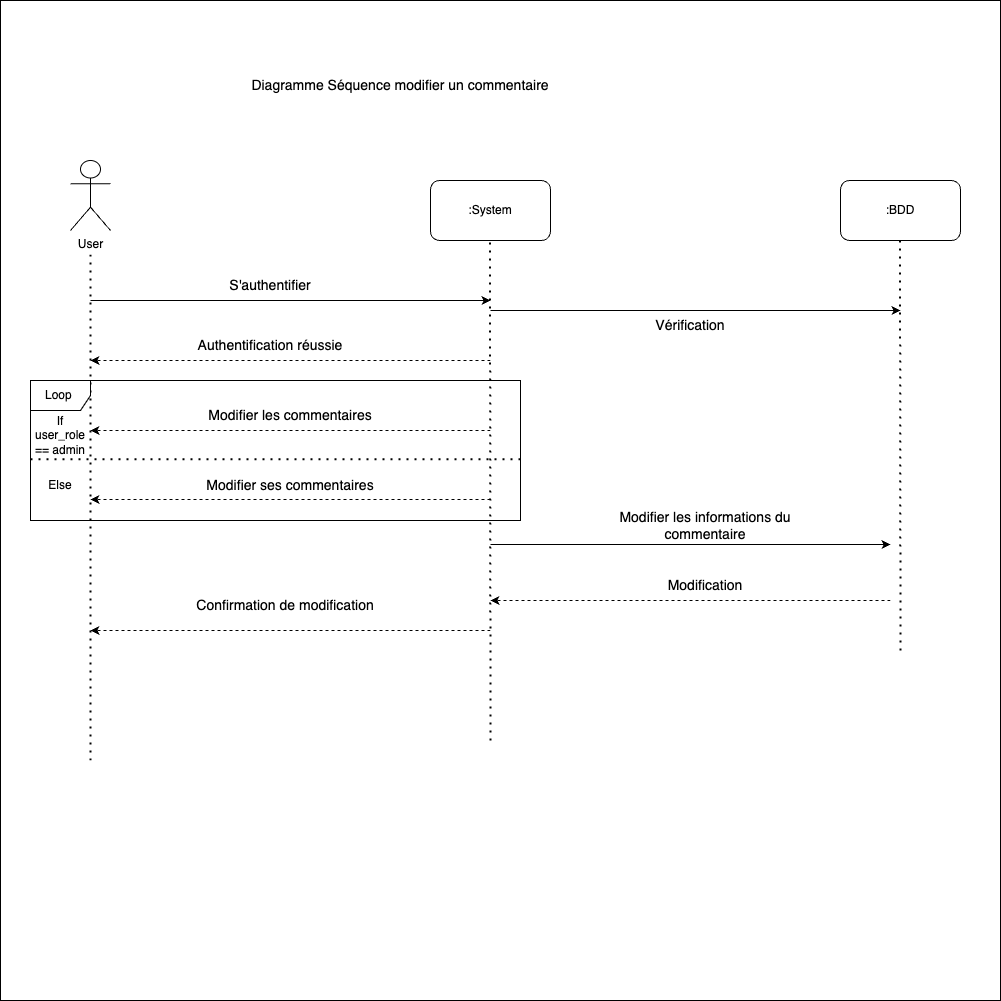 Diagramme Séquence modifier un commentaire
:System
:BDD
User
S'authentifier
Vérification
Authentification réussie
Loop
Modifier les commentaires
If
user_role
== admin
Else
Modifier ses commentaires
Modifier les informations du
commentaire
Modification
Confirmation de modification